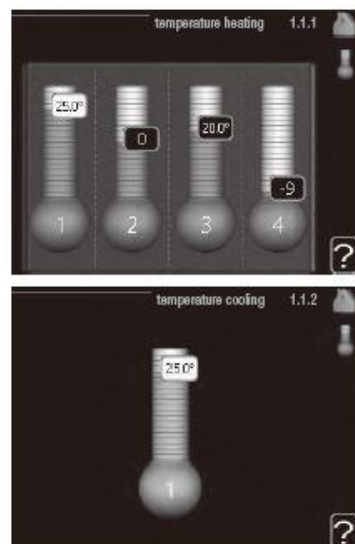 temperature heating 1.1.1
25.0°
0
20.0°
-9
1 2 3 4
?
temperature cooling 1.1.2
25.0°
1
?